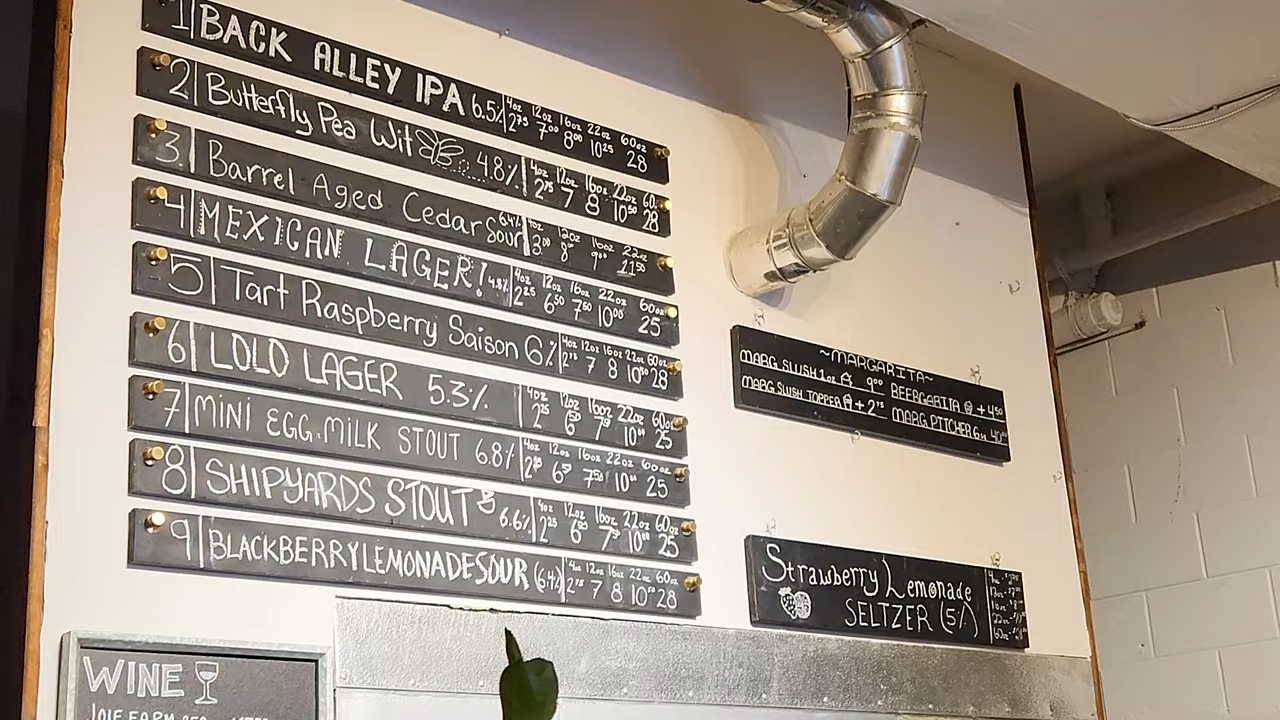 1 BACK ALLEY IPA 6.5% 4oz 2.75 12oz 7.00 16oz 8.00 22oz 10.25 60oz 28
2 Butterfly Pea Wit 4.8% 4oz 2.75 12oz 7 16oz 8 22oz 10.50 60oz 28
3. Barrel Aged Cedar Sour 6.4% 4oz 3.00 12oz 16oz 22oz 11.50
4 MEXICAN LAGER! 4.8% 4oz 2.25 12oz 6.50 16oz 7.50 22oz 10.00 60oz 25
5 Tart Raspberry Saison 6% 4oz 2.75 12oz 7 16oz 8 22oz 10.50 60oz 28
6 LOLO LAGER 5.3% 4oz 2.25 12oz 6.50 16oz 7.50 22oz 10.00 60oz 25
7 MiNi EGG MiLK STOUT 6.8% 4oz 12oz 6.50 16oz 7.50 22oz 10.00 60oz 25
8 SHIPYARDS STOUT 6.6% 4oz 2.25 12oz 6.50 16oz 7.50 22oz 10.00 60oz 25
9 BLACKBERRY LEMONADE SOUR (6.4%) 4oz 2.75 12oz 7 16oz 8 22oz 10.50 60oz 28
~MARGARITA~
MARG SLUSH 1oz 9.00 BEERGARITA + 4.50
MARG SLUSH TOPPER + 2.75 MARG PITCHER 6oz 40.00
Strawberry Lemonade
SELTZER (5%)
WINE